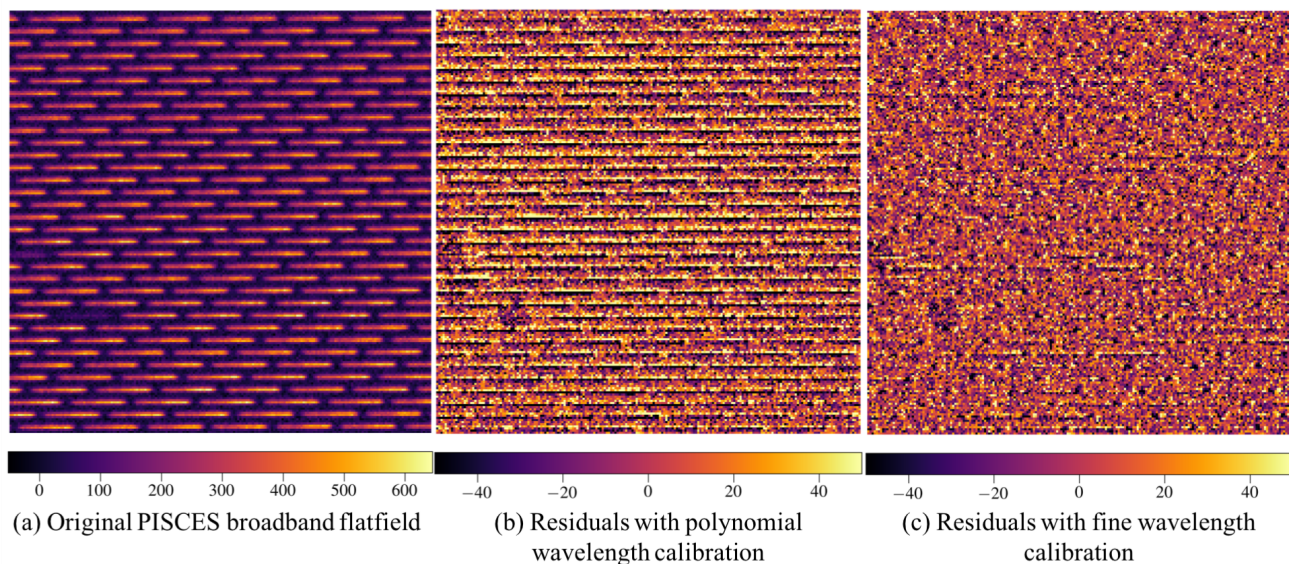 0 100 200 300 400 500 600
−40 −20 0 20 40
−40 −20 0 20 40
(a) Original PISCES broadband flatfield
(b) Residuals with polynomial
wavelength calibration
(c) Residuals with fine wavelength
calibration